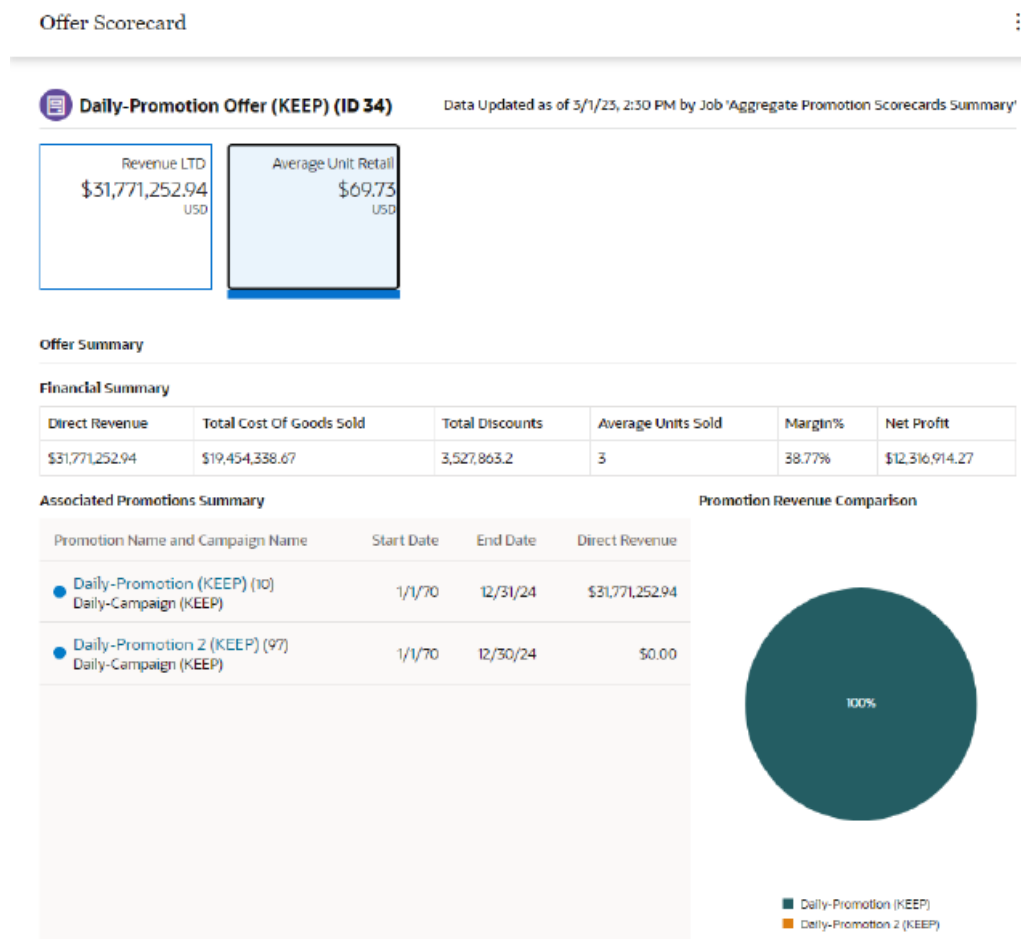 Offer Scorecard
Daily-Promotion Offer (KEEP) (ID 34)
Data Updated as of 3/1/23, 2:30 PM by Job 'Aggregate Promotion Scorecards Summary'
Revenue LTD
$31,771,252.94
USD
Average Unit Retail
$69.73
USD
Offer Summary
Financial Summary
Direct Revenue Total Cost Of Goods Sold Total Discounts Average Units Sold Margin% Net Profit
$31,771,252.94 $19,454,338.67 3,527,863.2 3 38.77% $12,316,914.27
Associated Promotions Summary
Promotion Revenue Comparison
Promotion Name and Campaign Name Start Date End Date Direct Revenue
Daily-Promotion (KEEP) (10) 1/1/70 12/31/24 $31,771,252.94
Daily-Campaign (KEEP)
Daily-Promotion 2 (KEEP) (97) 1/1/70 12/30/24 $0.00
Daily-Campaign (KEEP)
100%
Daily-Promotion (KEEP)
Daily-Promotion 2 (KEEP)